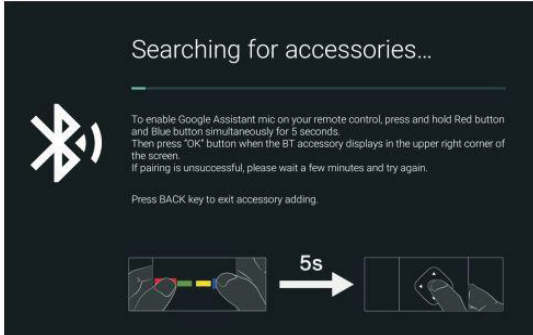 Searching for accessories...
To enable Google Assistant mic on your remote control, press and hold Red button
and Blue button simultaneously for 5 seconds.
Then press "OK" button when the BT accessory displays in the upper right corner of
the screen.
If pairing is unsuccessful, please wait a few minutes and try again.
Press BACK key to exit accessory adding.
5s